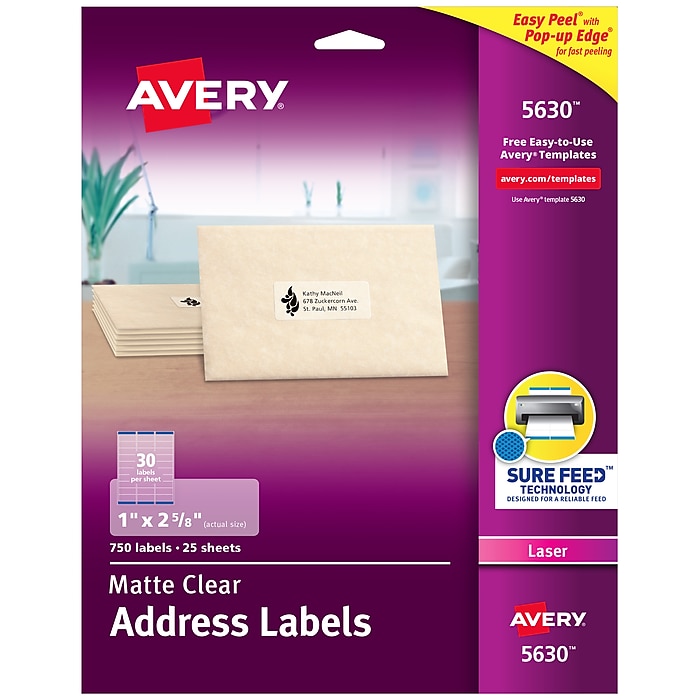 Easy Peel® with
Pop-up Edge®
for fast peeling
AVERY®
5630™
Free Easy-to-Use
Avery® Templates
avery.com/templates
Use Avery® template 5630
Kathy MacNeil
678 Zuckercorn Ave.
St. Paul, MN 55103
30
labels
per sheet
1" x 2 5/8" (actual size)
750 labels • 25 sheets
SURE FEED™
TECHNOLOGY
DESIGNED FOR A RELIABLE FEED
Laser
Matte Clear
Address Labels
AVERY®
5630™